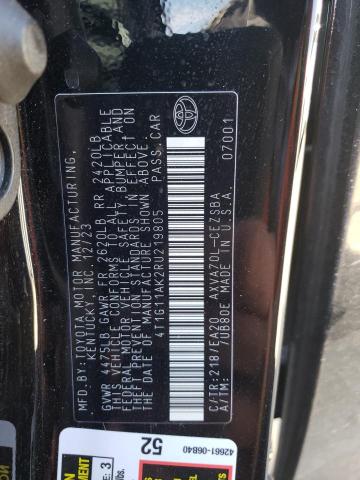 MFD.BY:TOYOTA MOTOR MANUFACTURING
KENTUCKY, INC. 12/23
GVWR 4475LB GAWR FR 2620LB RR 2420LB
THIS VEHICLE CONFORMS TO ALL APPLICABLE
FEDERAL MOTOR VEHICLE SAFETY,BUMPER,AND
THEFT PREVENTION STANDARDS IN EFFECT ON
THE DATE OF MANUFACTURE SHOWN ABOVE.
4T1G11AK2RU219805 PASS.CAR
C/TR:218/EA20 AXVA70L-CEZSBA
A/TM: /UB80E MADE IN U.S.A. 07001
42661-06B40
52
3